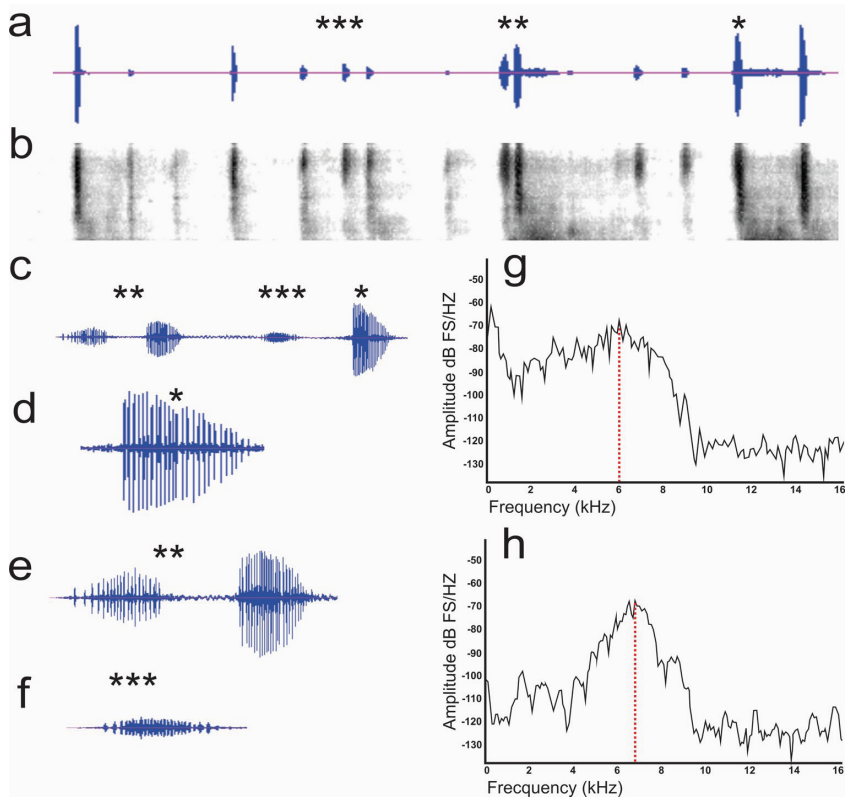 a
*** ** *
b
c
** *** *
d
*
e
**
f
***
g
Amplitude dB FS/HZ
-50
-60
-70
-80
-90
-100
-110
-120
-130
0 2 4 6 8 10 12 14 16
Frequency (kHz)
h
Amplitude dB FS/HZ
-50
-60
-70
-80
-90
-100
-110
-120
-130
0 2 4 6 8 10 12 14 16
Frecquency (kHz)